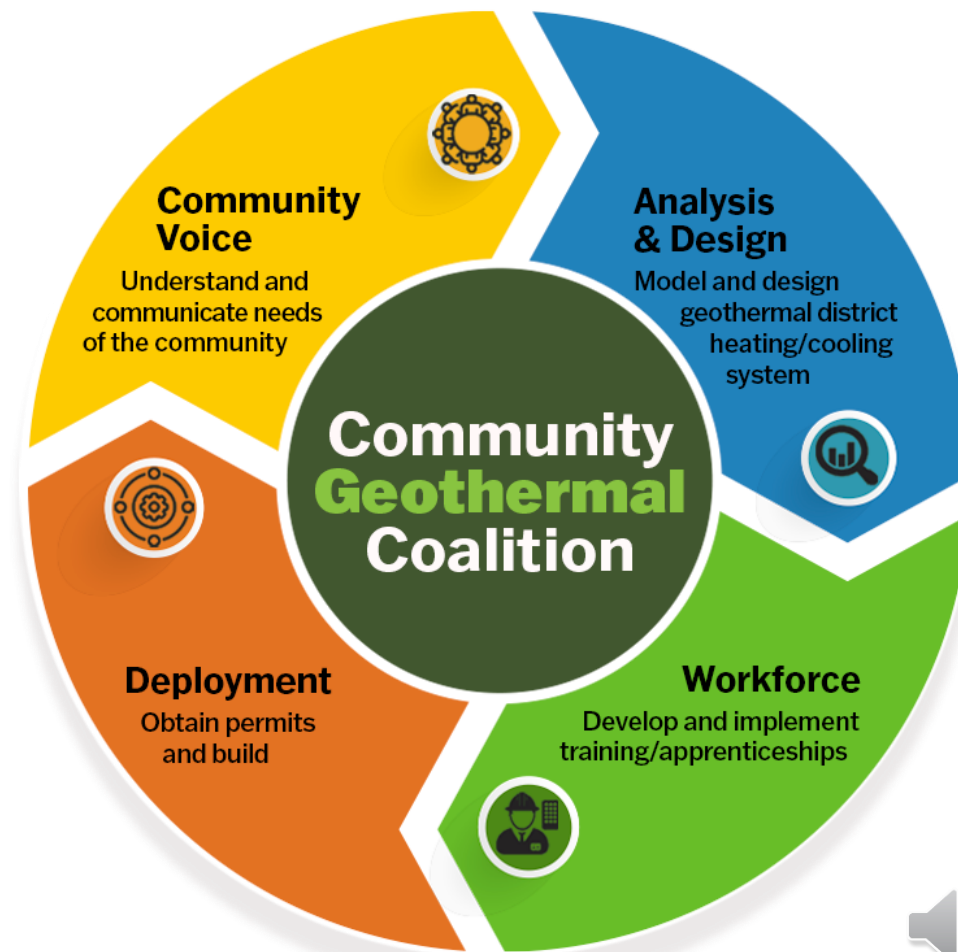 Community
Voice
Understand and
communicate needs
of the community
Analysis
& Design
Model and design
geothermal district
heating/cooling
system
Community
Geothermal
Coalition
Deployment
Obtain permits
and build
Workforce
Develop and implement
training/apprenticeships